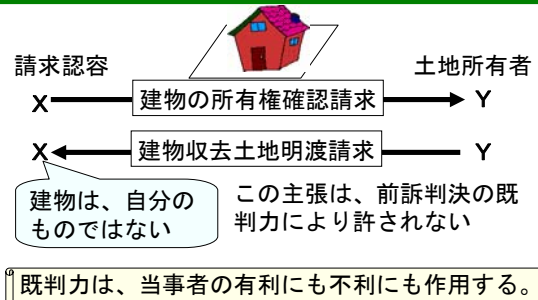 請求認容
土地所有者
X 建物の所有権確認請求 Y
X 建物収去土地明渡請求 Y
建物は、自分の
ものではない
この主張は、前訴判決の既
判力により許されない
既判力は、当事者の有利にも不利にも作用する。